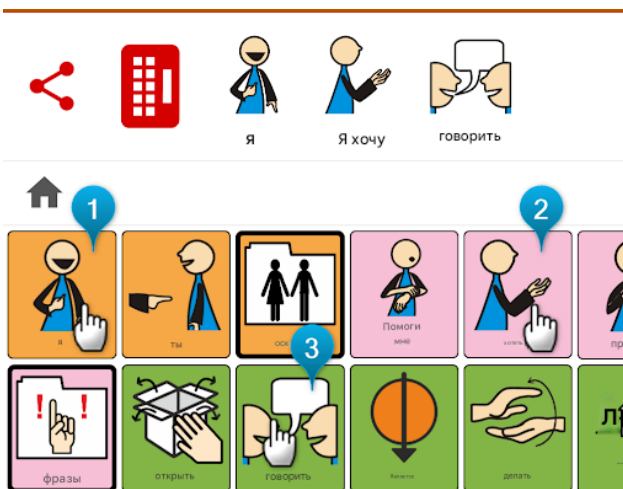 я
Я хочу
говорить
1
2
я
ты
Помоги
мне
хотеть
3
фразы
открыть
говорить
делать